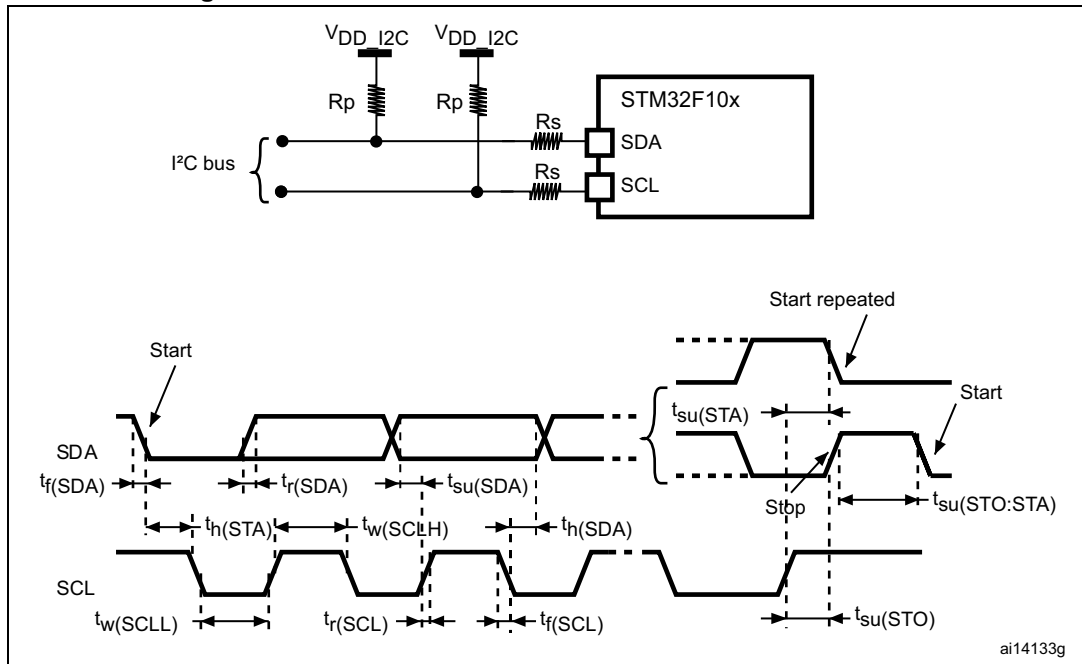 VDD_I2C VDD_I2C
STM32F10x
Rp Rp
Rs
SDA
I²C bus
Rs
SCL
Start repeated
Start
Start
tsu(STA)
SDA
tf(SDA) tr(SDA) tsu(SDA)
Stop tsu(STO:STA)
th(STA) tw(SCLH) th(SDA)
SCL
tw(SCLL) tr(SCL) tf(SCL) tsu(STO)
ai14133g